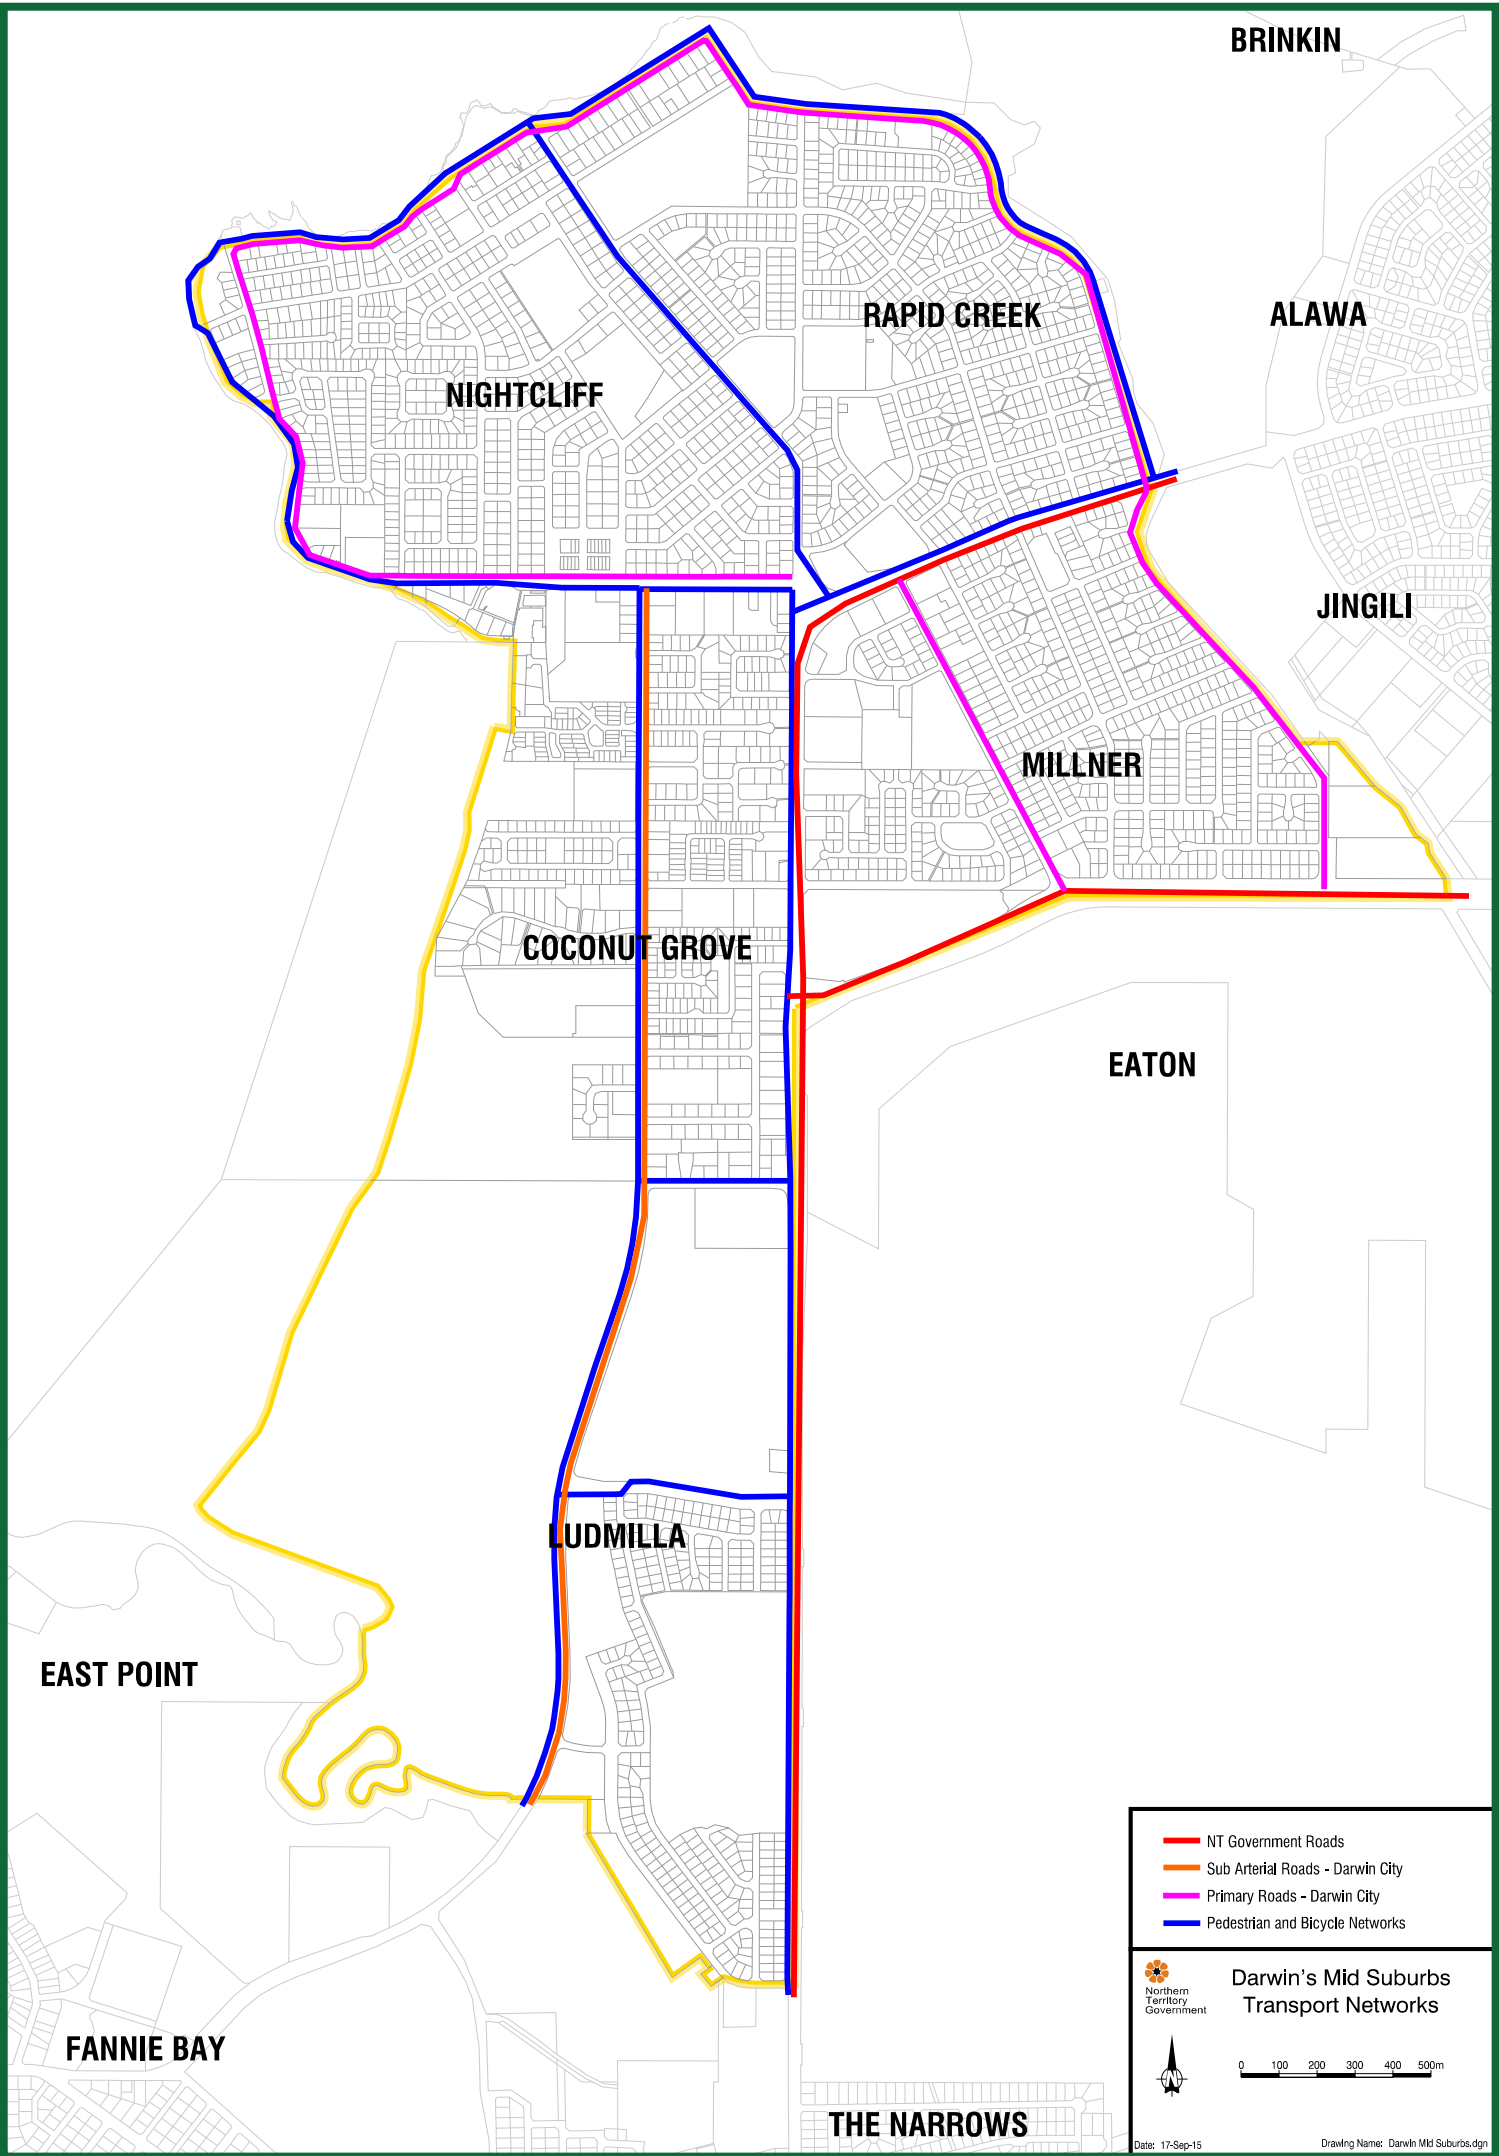 BRINKIN
RAPID CREEK
ALAWA
NIGHTCLIFF
JINGILI
MILLNER
COCONUT GROVE
EATON
LUDMILLA
EAST POINT
NT Government Roads
Sub Arterial Roads - Darwin City
Primary Roads - Darwin City
Pedestrian and Bicycle Networks
Northern
Territory
Government
Darwin's Mid Suburbs
Transport Networks
N
0 100 200 300 400 500m
FANNIE BAY
THE NARROWS
Date: 17-Sep-15
Drawing Name: Darwin Mid Suburbs.dgn